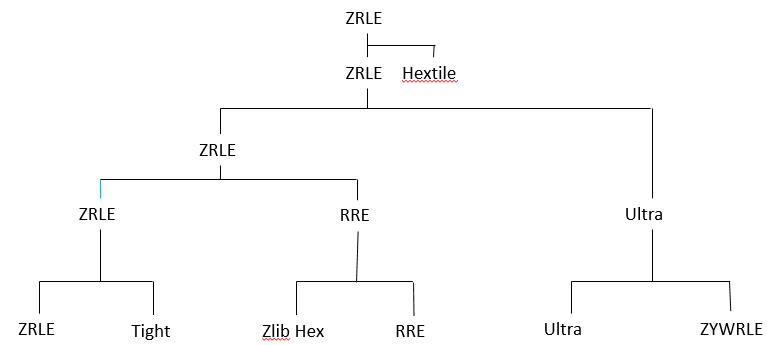 ZRLE
ZRLE Hextile
ZRLE
ZRLE RRE Ultra
ZRLE Tight Zlib Hex RRE Ultra ZYWRLE